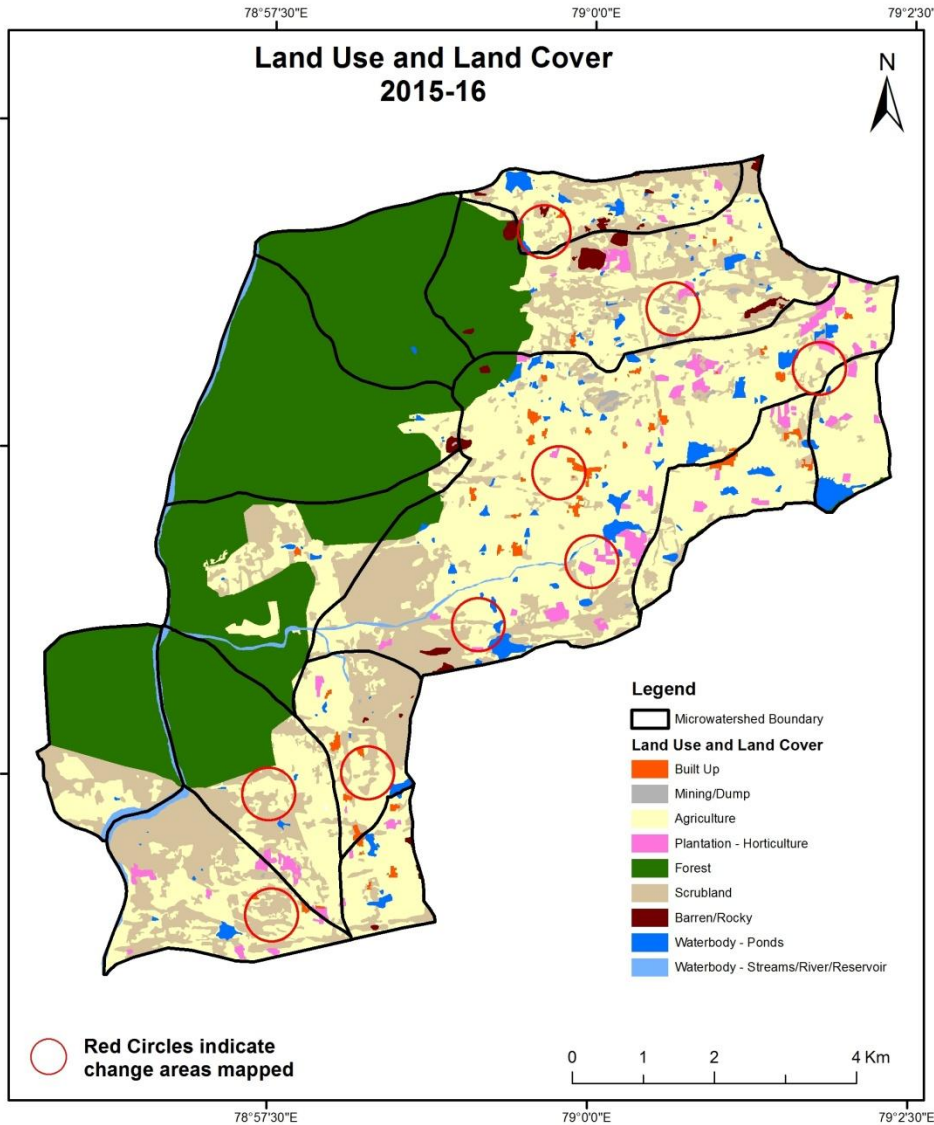 78°57'30"E
79°0'0"E
79°2'30"
Land Use and Land Cover
2015-16
N
Legend
Microwatershed Boundary
Land Use and Land Cover
Built Up
Mining/Dump
Agriculture
Plantation - Horticulture
Forest
Scrubland
Barren/Rocky
Waterbody - Ponds
Waterbody - Streams/River/Reservoir
Red Circles indicate
change areas mapped
0 1 2 4 Km
78°57'30"E
79°0'0"E
79°2'30"E